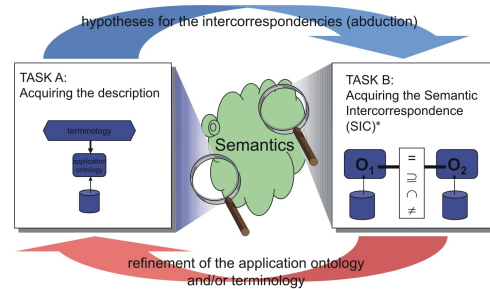 hypotheses for the intercorrespondencies (abduction)
TASK A:
Acquiring the description
terminology
application
ontology
Semantics
TASK B:
Acquiring the Semantic
Intercorrespondence
(SIC)*
O₁
=
⊇
∩
≠
O₂
refinement of the application ontology
and/or terminology